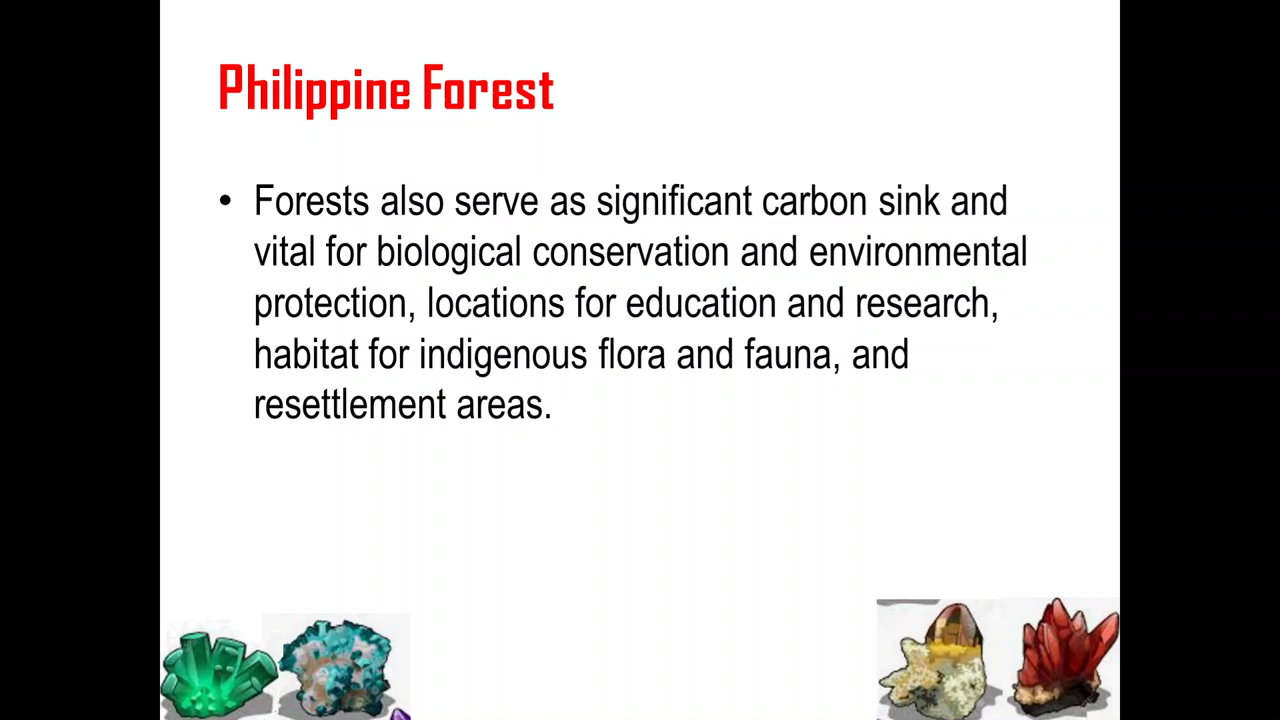 Philippine Forest
• Forests also serve as significant carbon sink and
vital for biological conservation and environmental
protection, locations for education and research,
habitat for indigenous flora and fauna, and
resettlement areas.